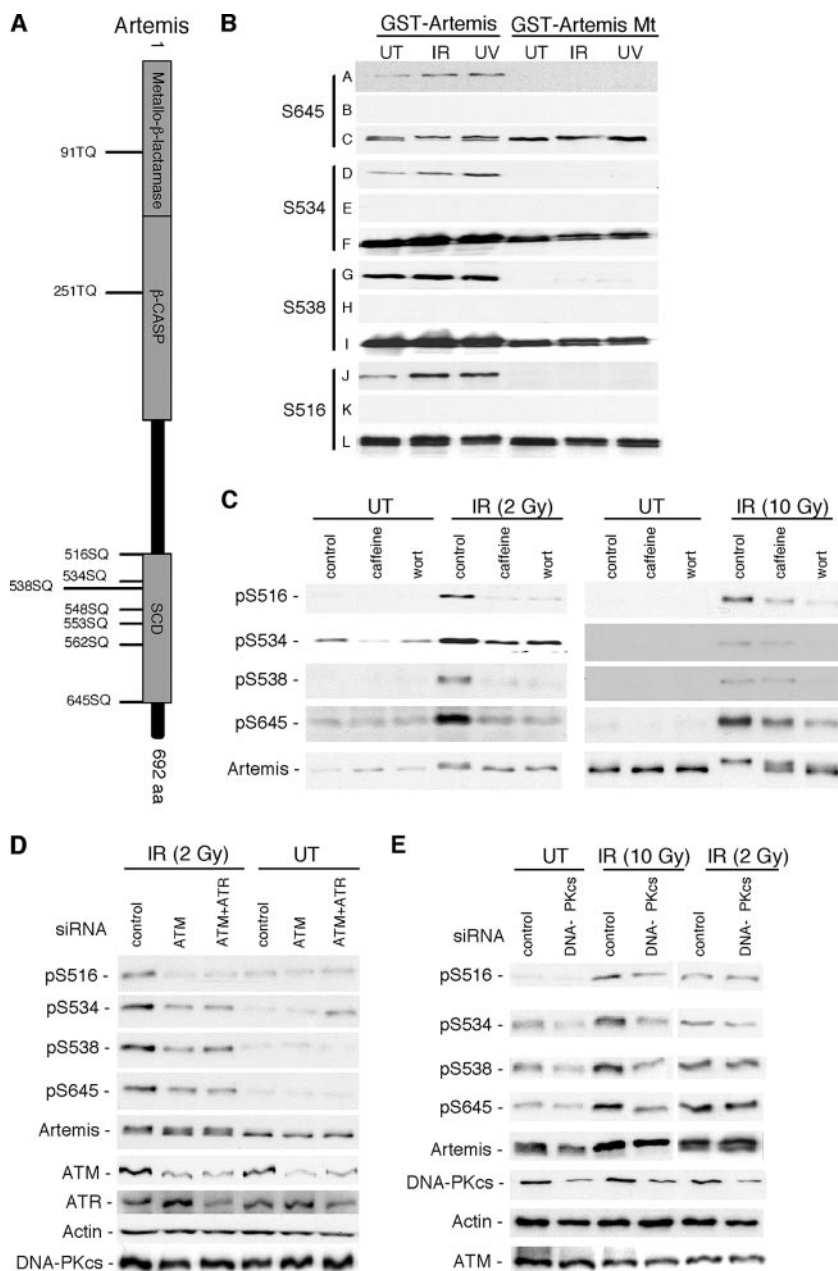 A
Artemis
1
Metallo-β-lactamase
91TQ
251TQ
β-CASP
516SQ
534SQ
538SQ
548SQ
553SQ
562SQ
SCD
645SQ
692 aa
B
GST-Artemis GST-Artemis Mt
UT IR UV UT IR UV
S645
A
B
C
S534
D
E
F
S538
G
H
I
S516
J
K
L
C
UT IR (2 Gy) UT IR (10 Gy)
control caffeine wort control caffeine wort control caffeine wort control caffeine wort
pS516 -
pS534 -
pS538 -
pS645 -
Artemis -
D
IR (2 Gy) UT
siRNA control ATM ATM+ATR control ATM ATM+ATR
pS516 -
pS534 -
pS538 -
pS645 -
Artemis -
ATM -
ATR -
Actin -
DNA-PKcs -
E
UT IR (10 Gy) IR (2 Gy)
siRNA control DNA- PKcs control DNA- PKcs control DNA- PKcs
pS516 -
pS534 -
pS538 -
pS645 -
Artemis -
DNA-PKcs -
Actin -
ATM -